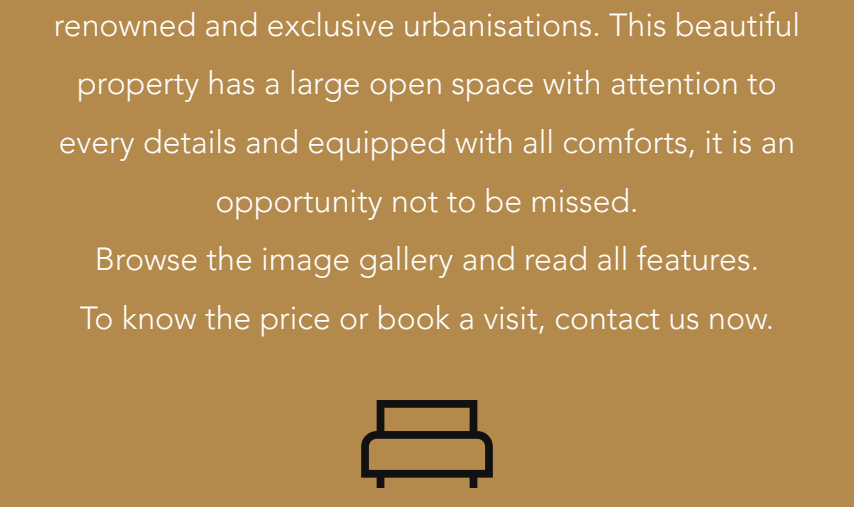 renowned and exclusive urbanisations. This beautiful
property has a large open space with attention to
every details and equipped with all comforts, it is an
opportunity not to be missed.
Browse the image gallery and read all features.
To know the price or book a visit, contact us now.